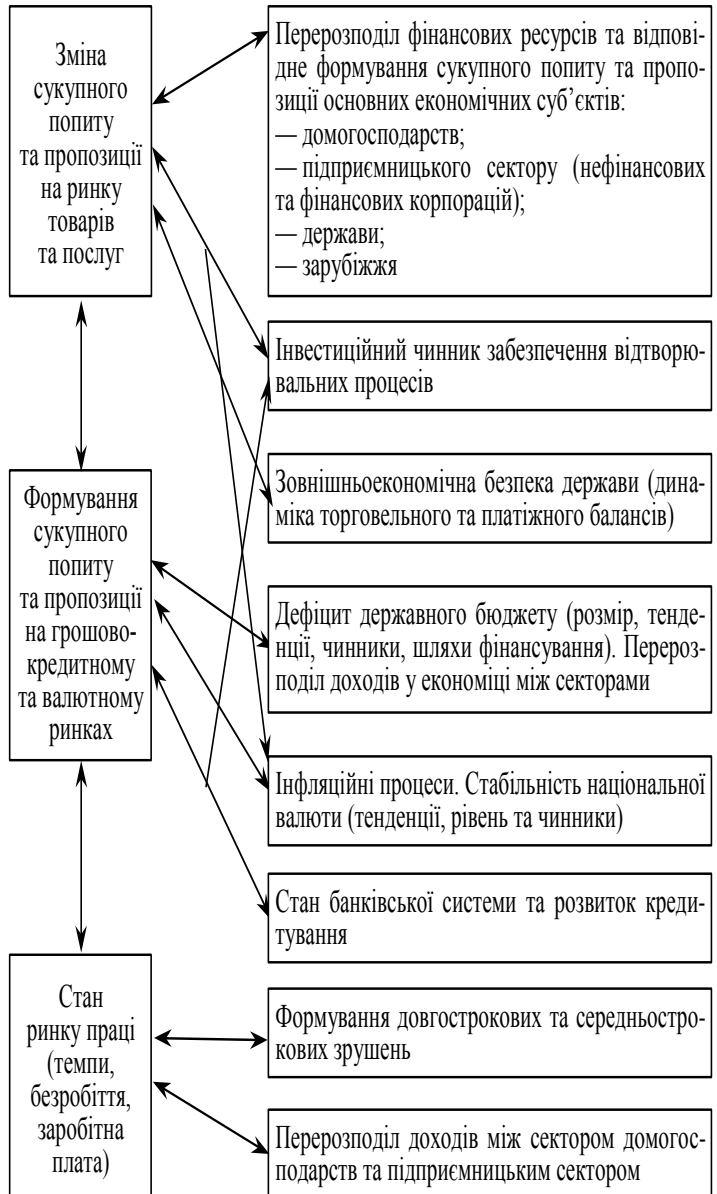 Зміна
сукупного
попиту
та пропозиції
на ринку
товарів
та послуг
Перерозподіл фінансових ресурсів та відпові-
дне формування сукупного попиту та пропо-
зиції основних економічних суб’єктів:
— домогосподарств;
— підприємницького сектору (нефінансових
та фінансових корпорацій);
— держави;
— зарубіжжя
Інвестиційний чинник забезпечення відтворю-
вальних процесів
Зовнішньоекономічна безпека держави (дина-
міка торговельного та платіжного балансів)
Формування
сукупного
попиту
та пропозиції
на грошово-
кредитному
та валютному
ринках
Дефіцит державного бюджету (розмір, тенде-
нції, чинники, шляхи фінансування). Перероз-
поділ доходів у економіці між секторами
Інфляційні процеси. Стабільність національної
валюти (тенденції, рівень та чинники)
Стан банківської системи та розвиток креди-
тування
Стан
ринку праці
(темпи,
безробіття,
заробітна
плата)
Формування довгострокових та середньостро-
кових зрушень
Перерозподіл доходів між сектором домогос-
подарств та підприємницьким сектором